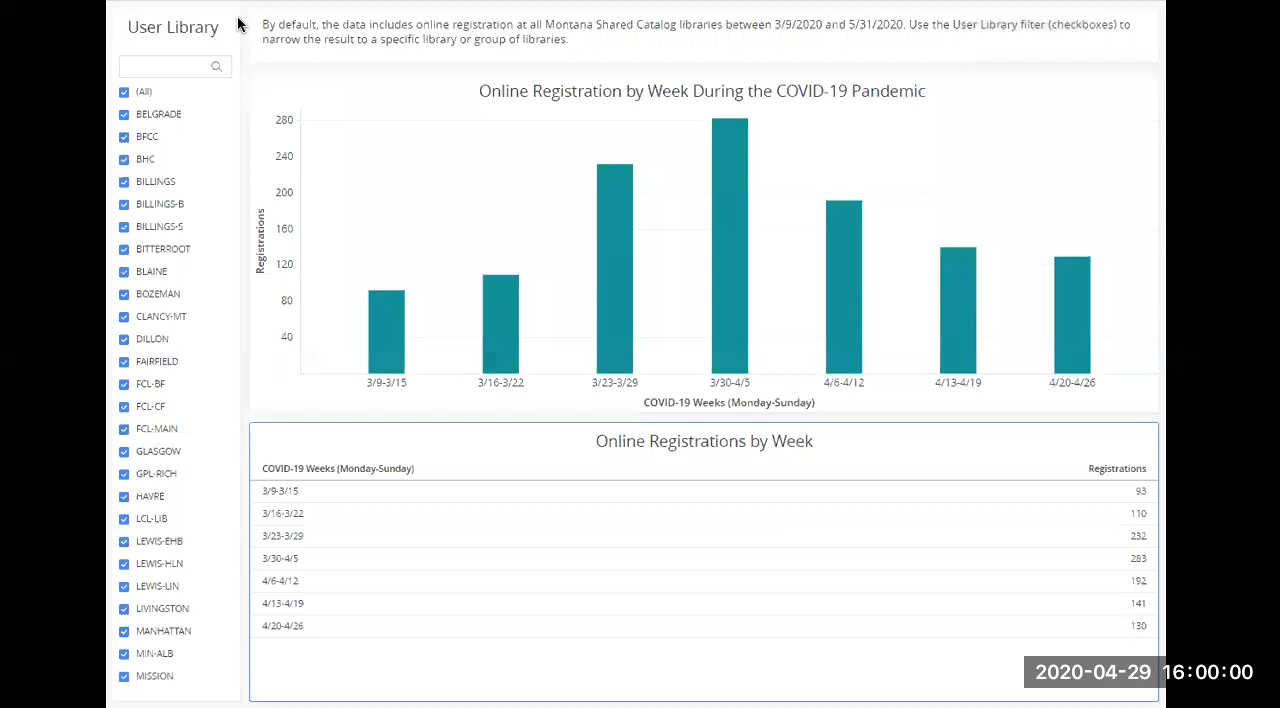 User Library
(All)
BELGRADE
BFCC
BHC
BILLINGS
BILLINGS-B
BILLINGS-S
BITTERROOT
BLAINE
BOZEMAN
CLANCY-MT
DILLON
FAIRFIELD
FCL-BF
FCL-CF
FCL-MAIN
GLASGOW
GPL-RICH
HAVRE
LCL-LIB
LEWIS-EHB
LEWIS-HLN
LEWIS-LIN
LIVINGSTON
MANHATTAN
MIN-ALB
MISSION
By default, the data includes online registration at all Montana Shared Catalog libraries between 3/9/2020 and 5/31/2020. Use the User Library filter (checkboxes) to
narrow the result to a specific library or group of libraries.
Online Registration by Week During the COVID-19 Pandemic
Registrations
280
240
200
160
120
80
40
3/9-3/15 3/16-3/22 3/23-3/29 3/30-4/5 4/6-4/12 4/13-4/19 4/20-4/26
COVID-19 Weeks (Monday-Sunday)
Online Registrations by Week
COVID-19 Weeks (Monday-Sunday) Registrations
3/9-3/15 93
3/16-3/22 110
3/23-3/29 232
3/30-4/5 283
4/6-4/12 192
4/13-4/19 141
4/20-4/26 130
2020-04-29 16:00:00